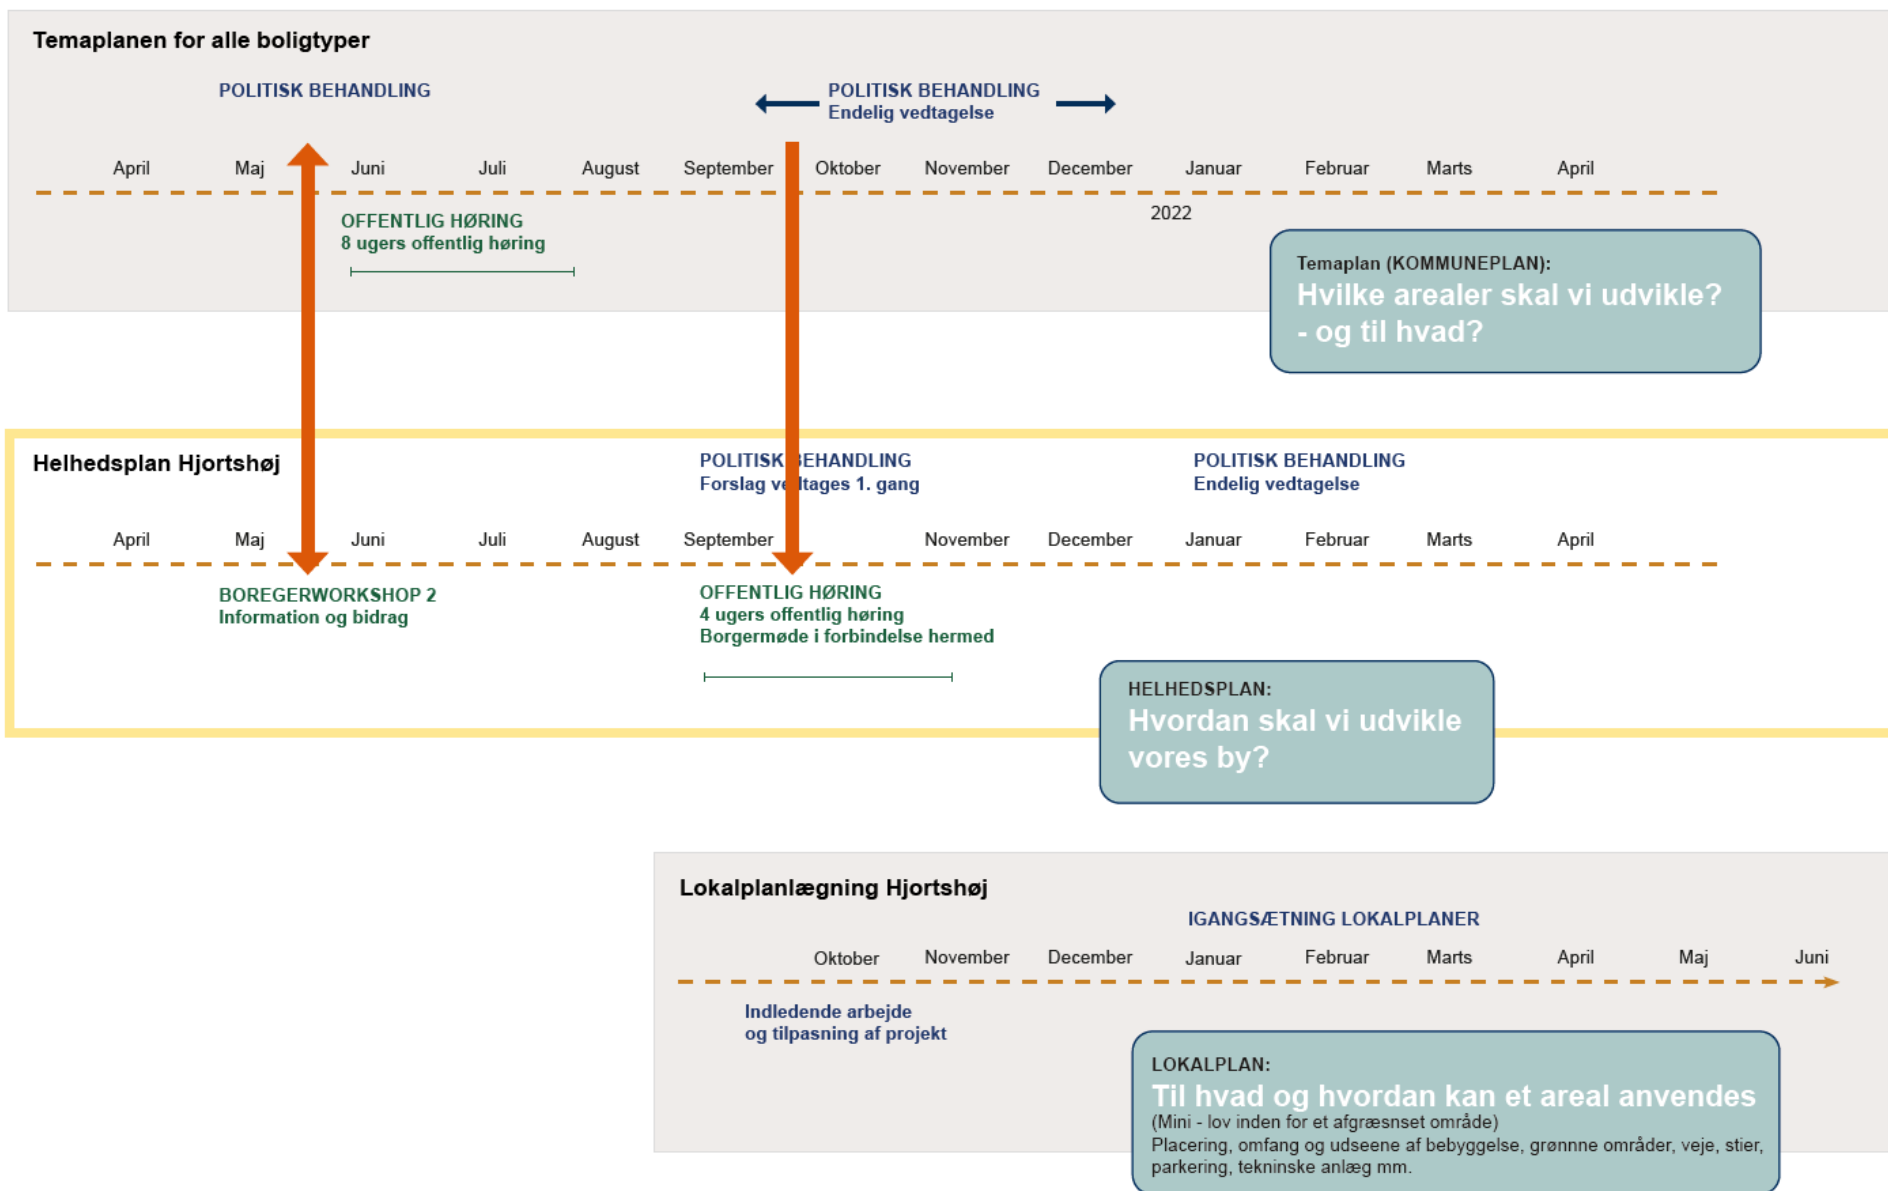 Temaplanen for alle boligtyper
POLITISK BEHANDLING
POLITISK BEHANDLING
Endelig vedtagelse
April Maj Juni Juli August September Oktober November December Januar Februar Marts April
2022
OFFENTLIG HØRING
8 ugers offentlig høring
Temaplan (KOMMUNEPLAN):
Hvilke arealer skal vi udvikle?
- og til hvad?
Helhedsplan Hjortshøj
POLITISK BEHANDLING
Forslag vedtages 1. gang
POLITISK BEHANDLING
Endelig vedtagelse
April Maj Juni Juli August September November December Januar Februar Marts April
BOREGERWORKSHOP 2
Information og bidrag
OFFENTLIG HØRING
4 ugers offentlig høring
Borgermøde i forbindelse hermed
HELHEDSPLAN:
Hvordan skal vi udvikle
vores by?
Lokalplanlægning Hjortshøj
IGANGSÆTNING LOKALPLANER
Oktober November December Januar Februar Marts April Maj Juni
Indledende arbejde
og tilpasning af projekt
LOKALPLAN:
Til hvad og hvordan kan et areal anvendes
(Mini - lov inden for et afgræsnset område)
Placering, omfang og udseene af bebyggelse, grønnne områder, veje, stier,
parkering, tekninske anlæg mm.